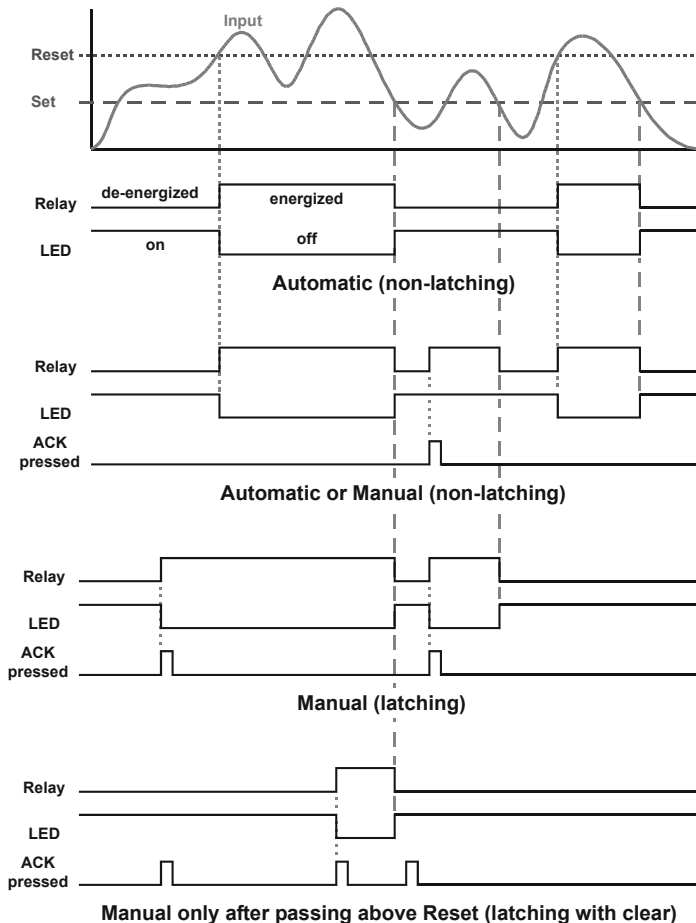 Input
Reset
Set
Relay de-energized energized
LED on off
Automatic (non-latching)
Relay
LED
ACK
pressed
Automatic or Manual (non-latching)
Relay
LED
ACK
pressed
Manual (latching)
Relay
LED
ACK
pressed
Manual only after passing above Reset (latching with clear)